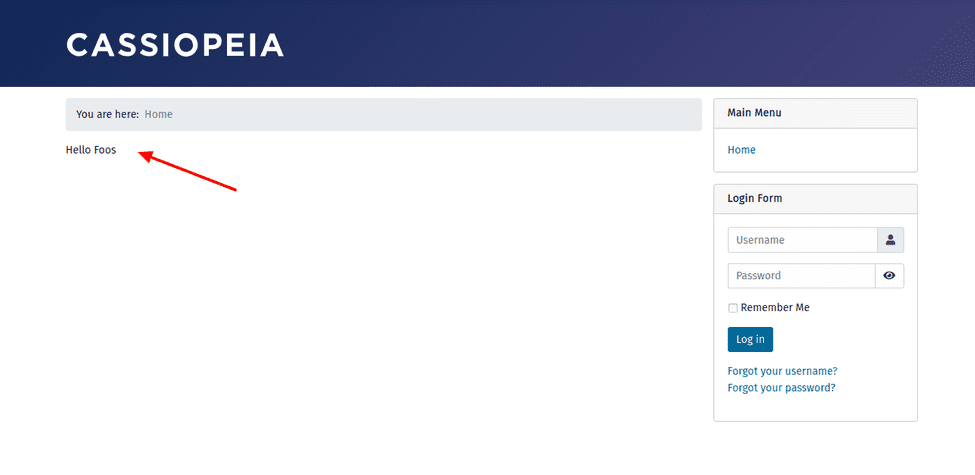 CASSIOPEIA
You are here: Home
Hello Foos
Main Menu
Home
Login Form
Username
Password
Remember Me
Log in
Forgot your username?
Forgot your password?